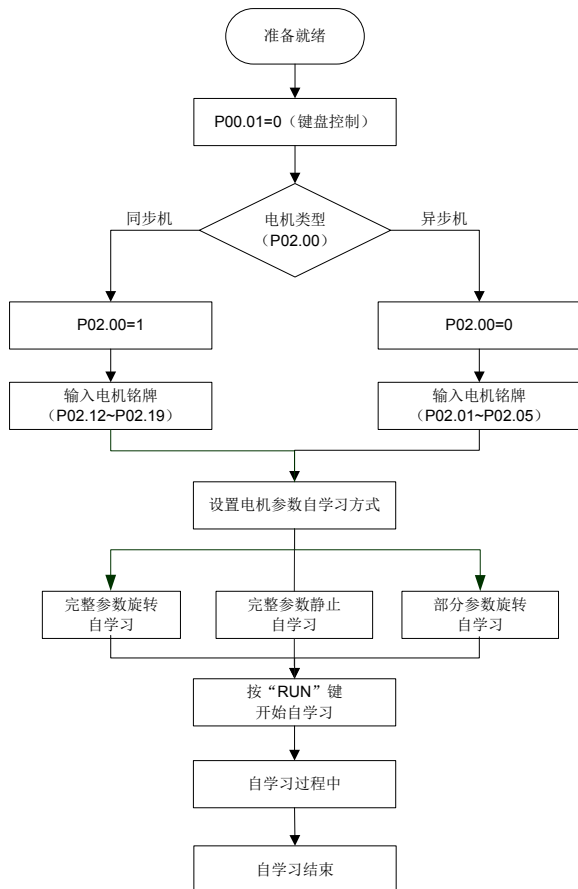 准备就绪
P00.01=0（键盘控制）
电机类型
（P02.00）
同步机
异步机
P02.00=1
P02.00=0
输入电机铭牌
（P02.12~P02.19）
输入电机铭牌
（P02.01~P02.05）
设置电机参数自学习方式
完整参数旋转
自学习
完整参数静止
自学习
部分参数旋转
自学习
按“RUN”键
开始自学习
自学习过程中
自学习结束